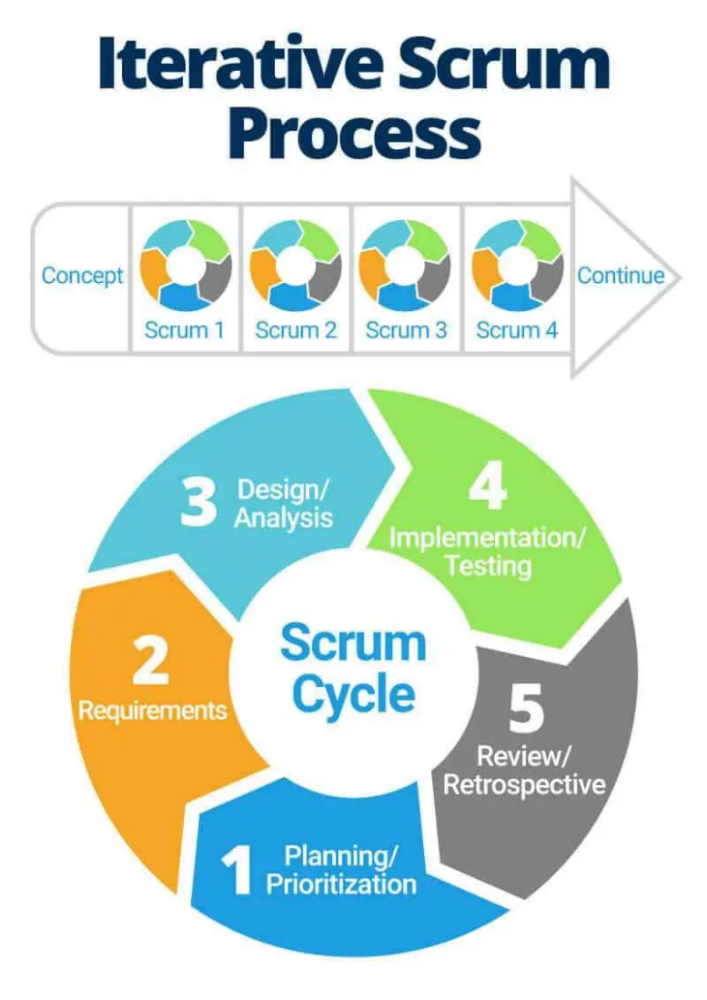 Iterative Scrum
Process
Concept
Scrum 1
Scrum 2
Scrum 3
Scrum 4
Continue
3 Design/
Analysis
4
Implementation/
Testing
Scrum
Cycle
2
Requirements
5
Review/
Retrospective
1 Planning/
Prioritization